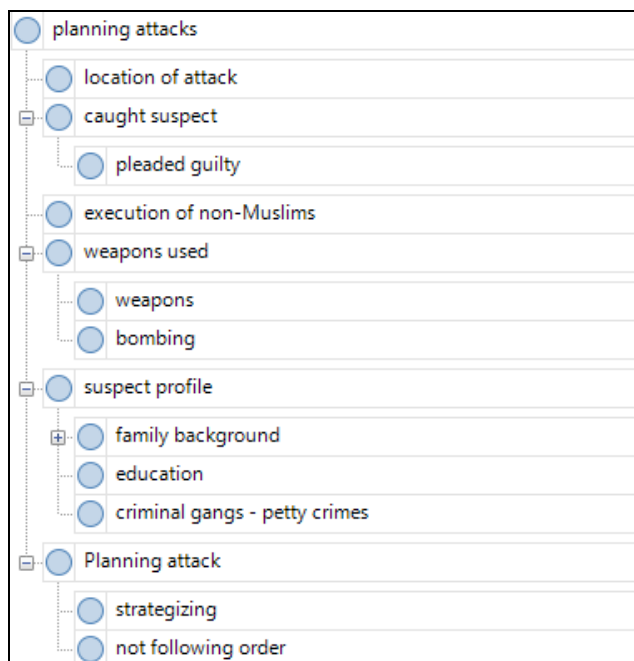 planning attacks
location of attack
caught suspect
pleaded guilty
execution of non-Muslims
weapons used
weapons
bombing
suspect profile
family background
education
criminal gangs - petty crimes
Planning attack
strategizing
not following order